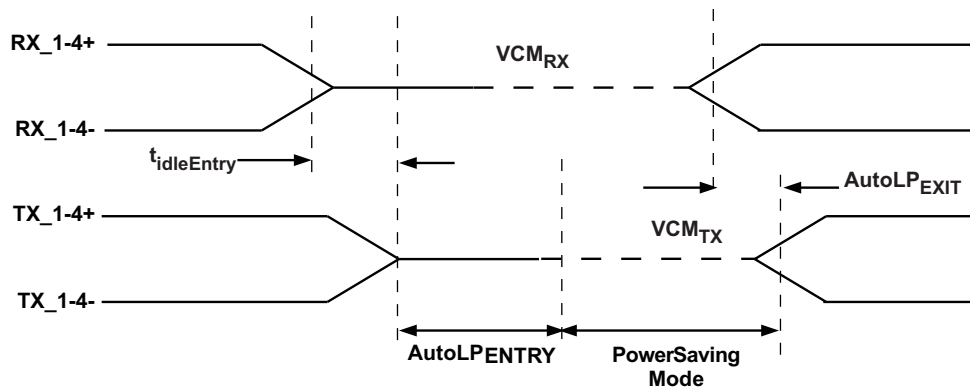 RX_1-4+
VCMRX
RX_1-4-
tidleEntry
AutoLPEXIT
TX_1-4+
VCMTX
TX_1-4-
AutoLPENTRY
PowerSaving
Mode